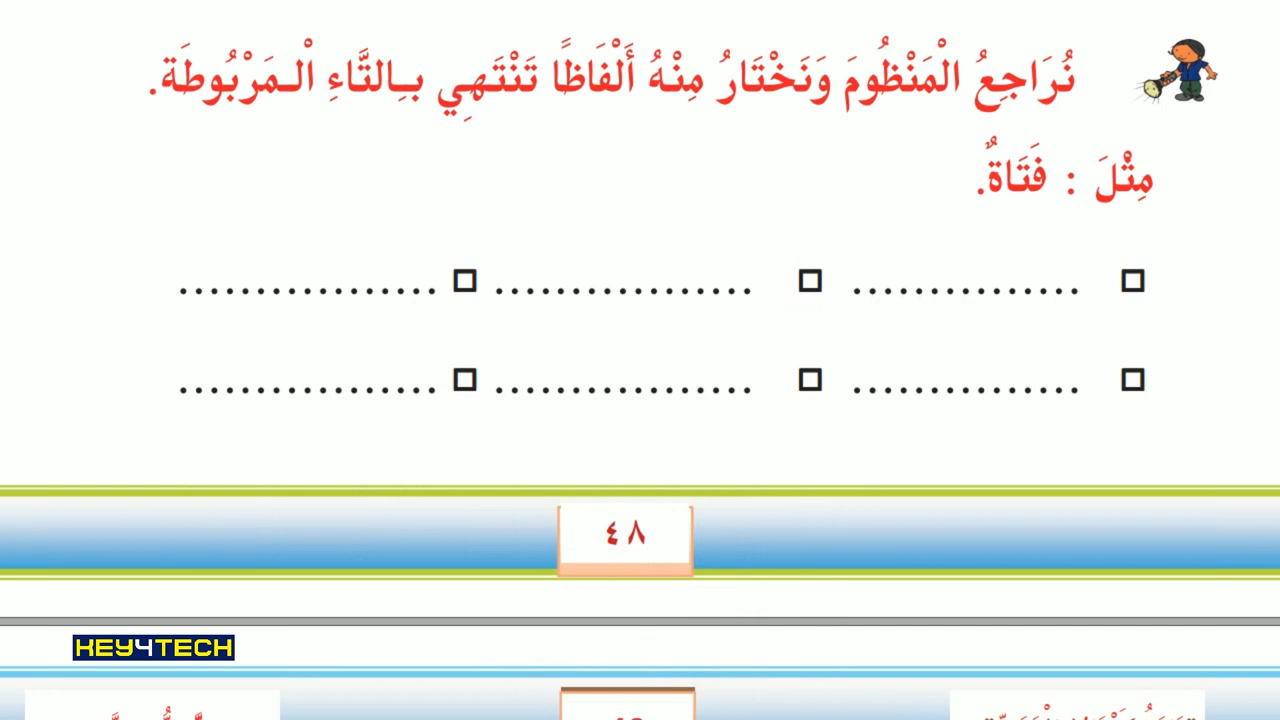 نُرَاجِعُ الْمَنْظُومَ وَنَخْتَارُ مِنْهُ أَلْفَاظًا تَنْتَهِي بِالتَّاءِ الْمَرْبُوطَة.
مِثْلَ : فَتَاةٌ.
□ ............... □ ................. □ .................
□ ............... □ ................. □ .................
٤٨
KEY4TECH